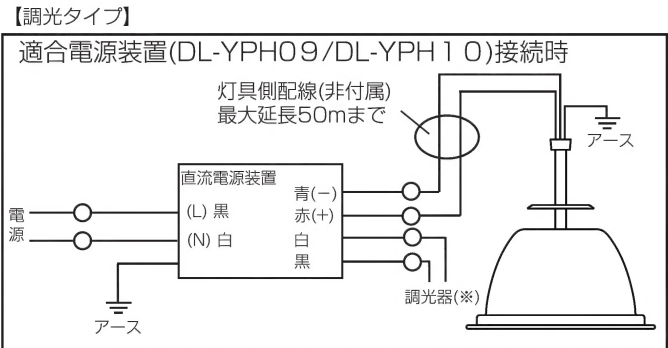 【調光タイプ】
適合電源装置(DL-YPH09/DL-YPH10)接続時
灯具側配線(非付属)
最大延長50mまで
アース
直流電源装置
青(−)
電源
(L) 黒
赤(+)
(N) 白
白
黒
調光器(※)
アース